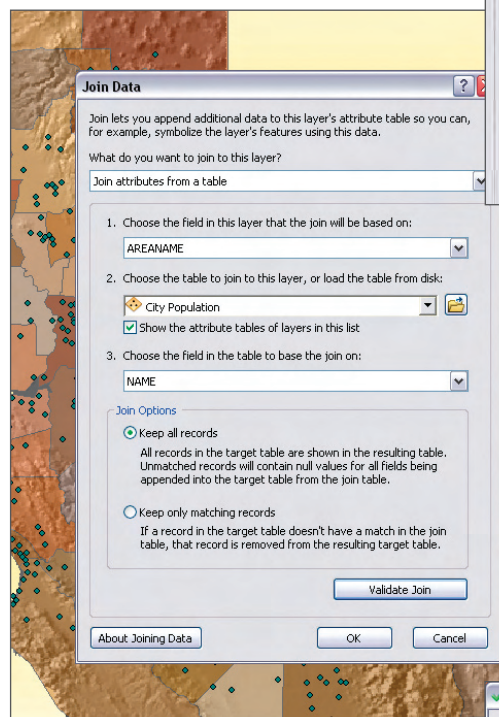 Join Data
Join lets you append additional data to this layer's attribute table so you can,
for example, symbolize the layer's features using this data.
What do you want to join to this layer?
Join attributes from a table
1. Choose the field in this layer that the join will be based on:
AREANAME
2. Choose the table to join to this layer, or load the table from disk:
City Population
Show the attribute tables of layers in this list
3. Choose the field in the table to base the join on:
NAME
Join Options
Keep all records
All records in the target table are shown in the resulting table.
Unmatched records will contain null values for all fields being
appended into the target table from the join table.
Keep only matching records
If a record in the target table doesn't have a match in the join
table, that record is removed from the resulting target table.
Validate Join
About Joining Data
OK
Cancel